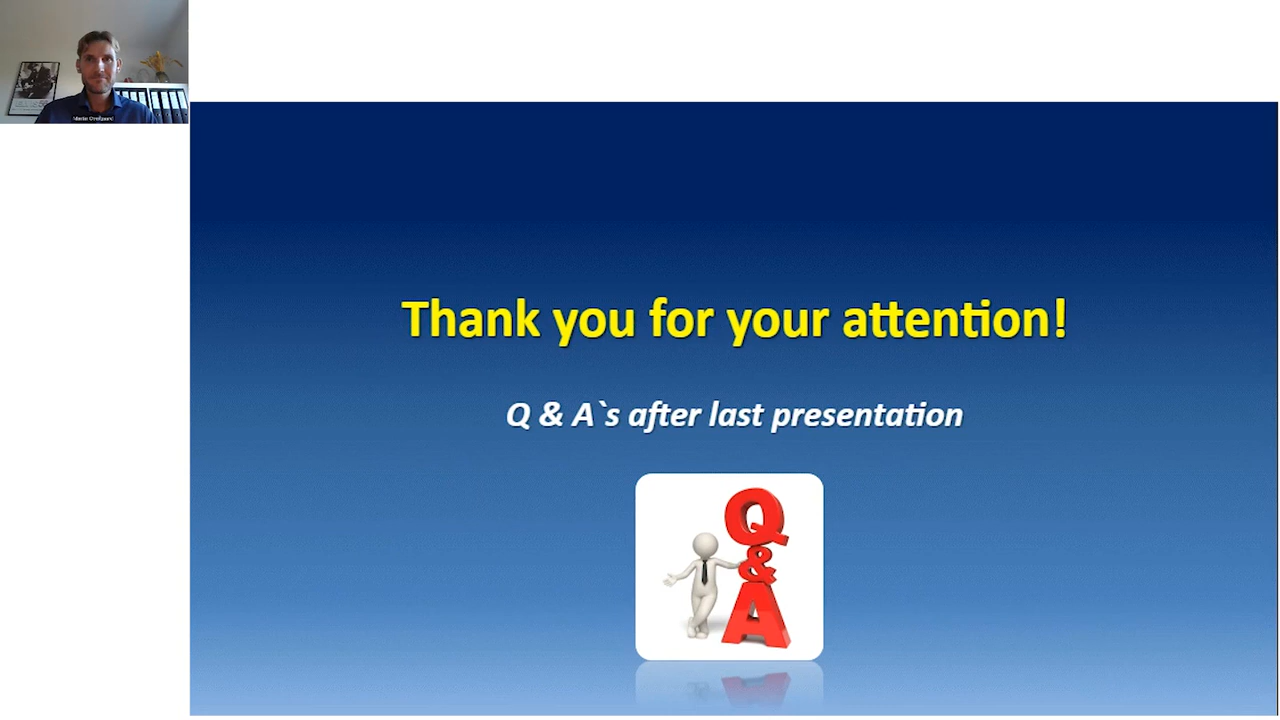 Thank you for your attention!
Q & A`s after last presentation
Q
&
A